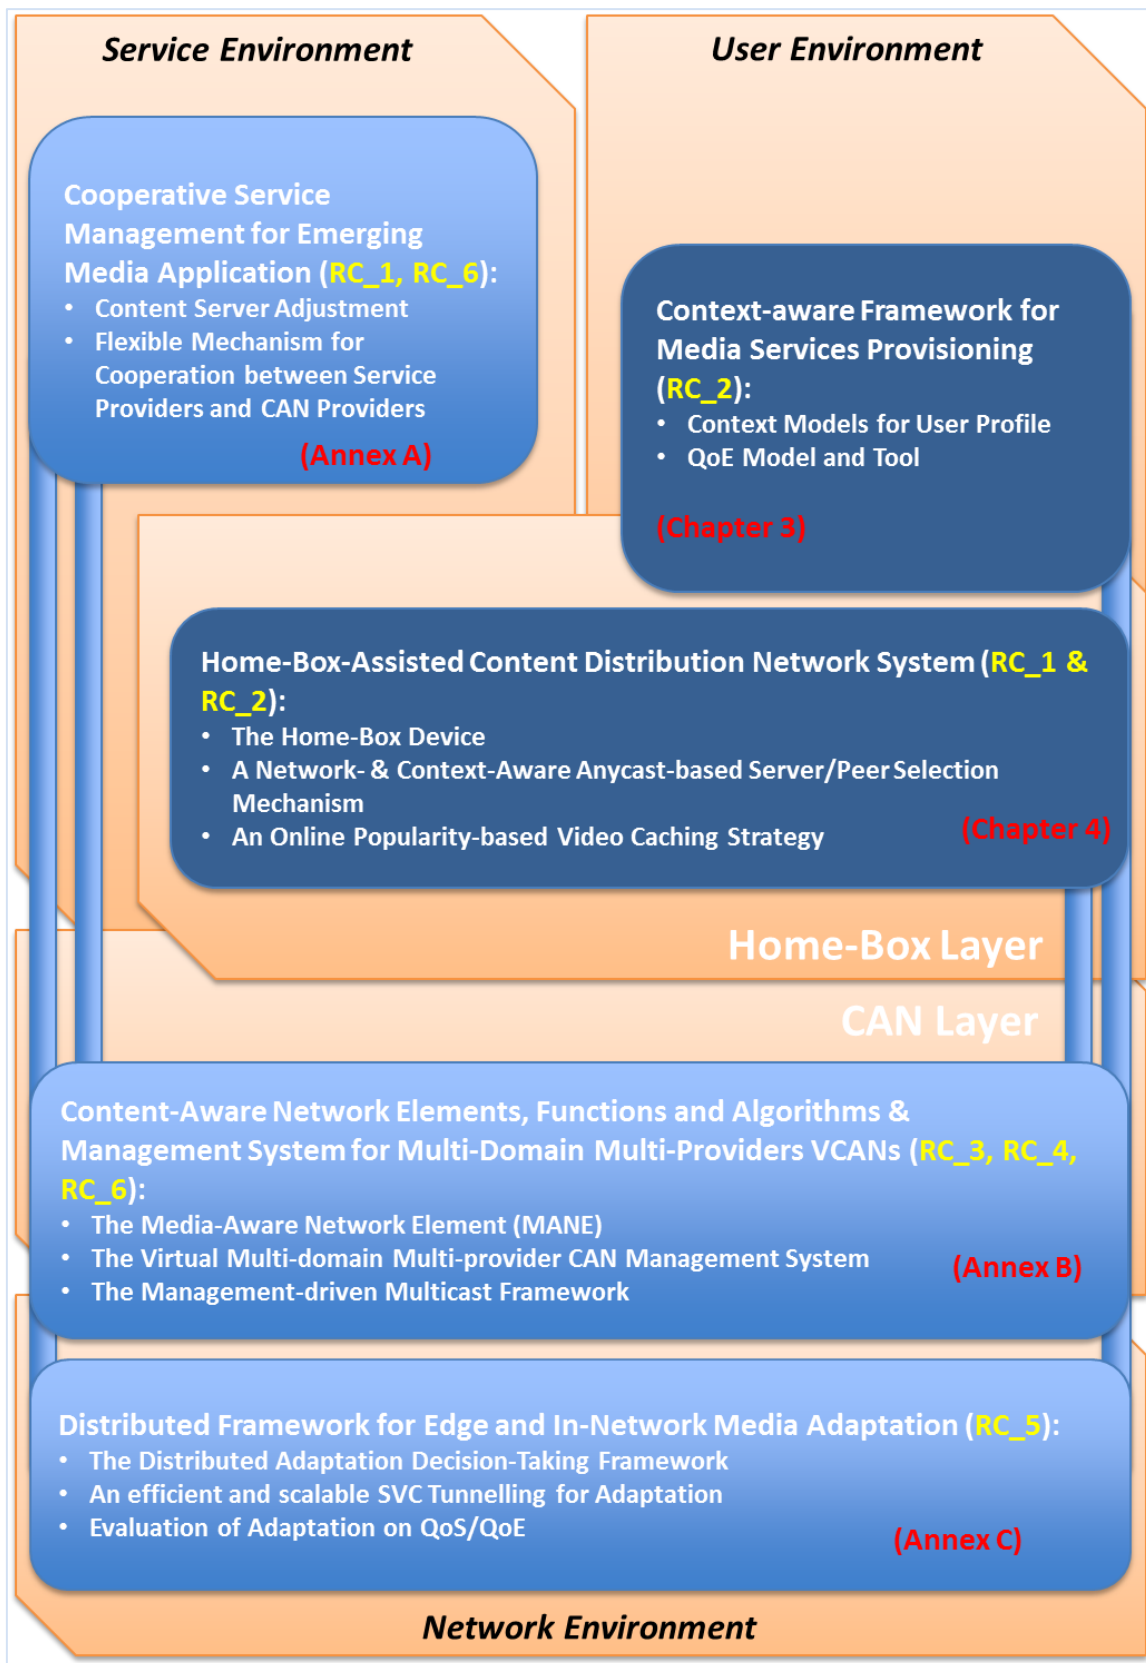 Service Environment
User Environment
Cooperative Service
Management for Emerging
Media Application (RC_1, RC_6):
• Content Server Adjustment
• Flexible Mechanism for
Cooperation between Service
Providers and CAN Providers
(Annex A)
Context-aware Framework for
Media Services Provisioning
(RC_2):
• Context Models for User Profile
• QoE Model and Tool
(Chapter 3)
Home-Box-Assisted Content Distribution Network System (RC_1 &
RC_2):
• The Home-Box Device
• A Network- & Context-Aware Anycast-based Server/Peer Selection
Mechanism
• An Online Popularity-based Video Caching Strategy
(Chapter 4)
Home-Box Layer
CAN Layer
Content-Aware Network Elements, Functions and Algorithms &
Management System for Multi-Domain Multi-Providers VCANs (RC_3, RC_4,
RC_6):
• The Media-Aware Network Element (MANE)
• The Virtual Multi-domain Multi-provider CAN Management System
• The Management-driven Multicast Framework
(Annex B)
Distributed Framework for Edge and In-Network Media Adaptation (RC_5):
• The Distributed Adaptation Decision-Taking Framework
• An efficient and scalable SVC Tunnelling for Adaptation
• Evaluation of Adaptation on QoS/QoE
(Annex C)
Network Environment